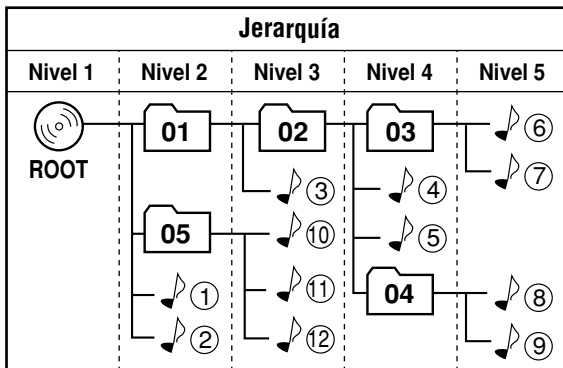 Jerarquía
Nivel 1 Nivel 2 Nivel 3 Nivel 4 Nivel 5
01 02 03 ⑥
ROOT
③ ④ ⑦
05 ⑩ ⑤
① ⑪ 04 ⑧
② ⑫ ⑨